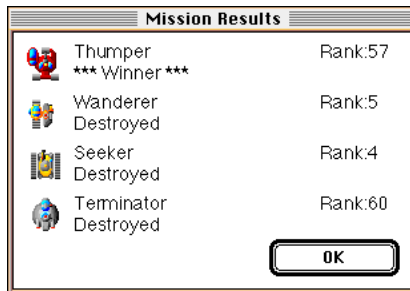 Mission Results
Thumper Rank:57
*** Winner ***
Wanderer Rank:5
Destroyed
Seeker Rank:4
Destroyed
Terminator Rank:60
Destroyed
OK